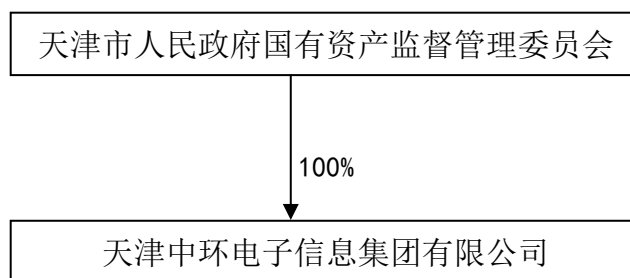 天津市人民政府国有资产监督管理委员会
100%
天津中环电子信息集团有限公司